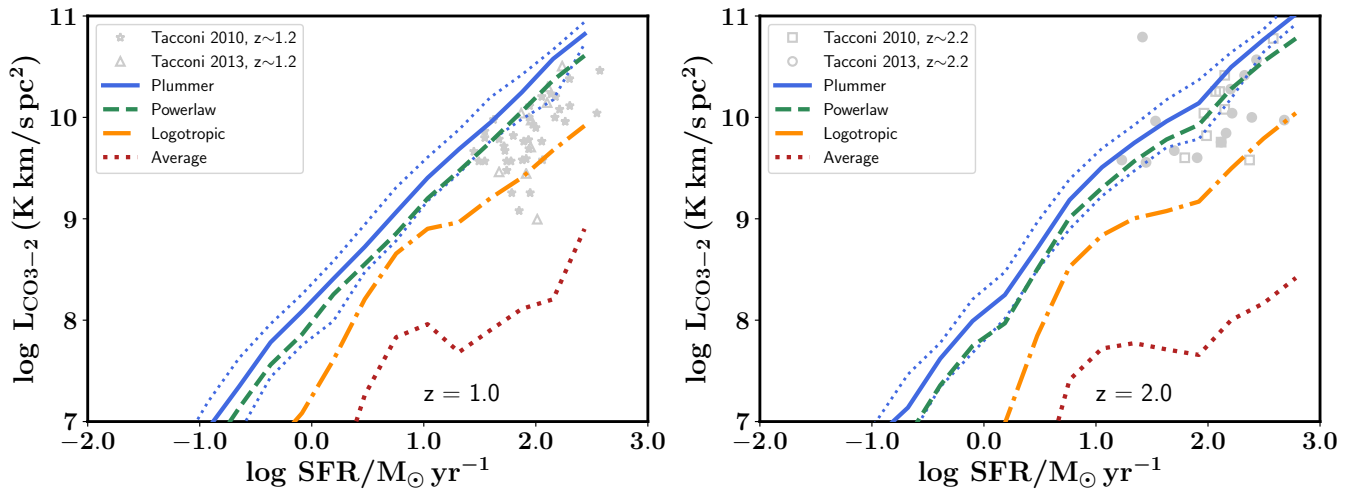 log L_CO3−2 (K km/s pc²)
11
10
9
8
7
Tacconi 2010, z~1.2
Tacconi 2013, z~1.2
Plummer
Powerlaw
Logotropic
Average
z = 1.0
−2.0 −1.0 0.0 1.0 2.0 3.0
log SFR/M⊙ yr⁻¹
log L_CO3−2 (K km/s pc²)
11
10
9
8
7
Tacconi 2010, z~2.2
Tacconi 2013, z~2.2
Plummer
Powerlaw
Logotropic
Average
z = 2.0
−2.0 −1.0 0.0 1.0 2.0 3.0
log SFR/M⊙ yr⁻¹